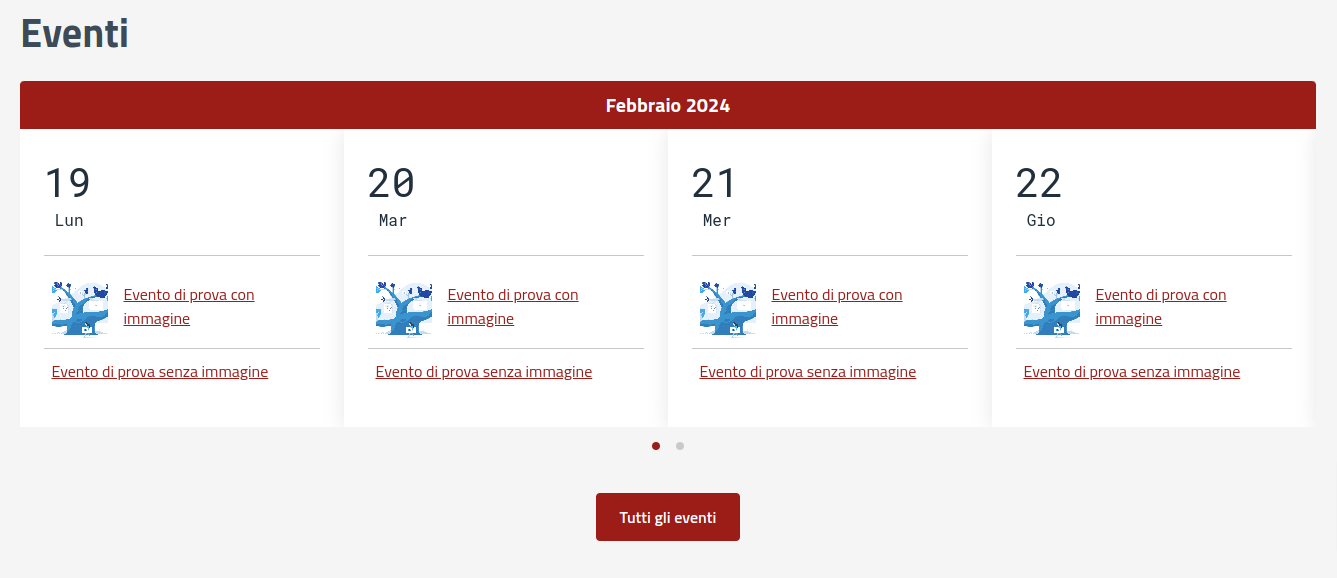 Eventi
Febbraio 2024
19
Lun
Evento di prova con
immagine
Evento di prova senza immagine
20
Mar
Evento di prova con
immagine
Evento di prova senza immagine
21
Mer
Evento di prova con
immagine
Evento di prova senza immagine
22
Gio
Evento di prova con
immagine
Evento di prova senza immagine
Tutti gli eventi